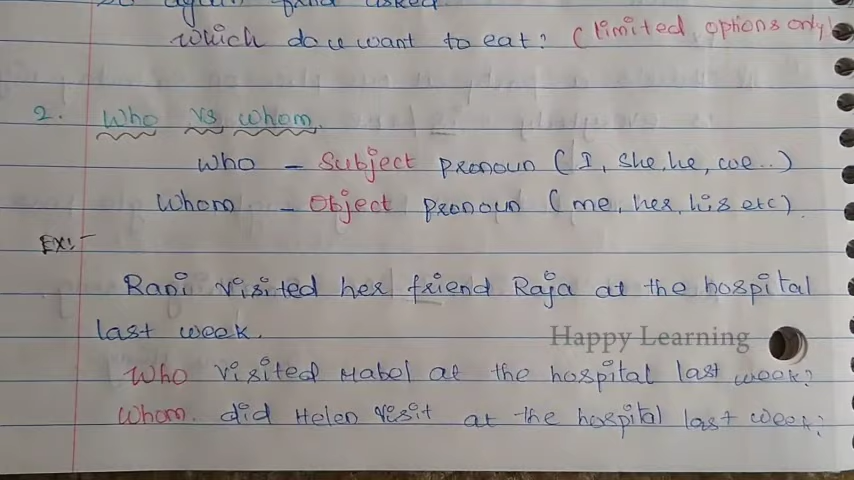 which do u want to eat? (limited options only)
2. Who vs whom.
Who - Subject pronoun (I, she, he, we..)
Whom - Object pronoun (me, her, his etc)
Ex:-
Rani visited her friend Raja at the hospital
last week.
Happy Learning
Who visited Mabel at the hospital last week?
Whom. did Helen visit at the hospital last week?